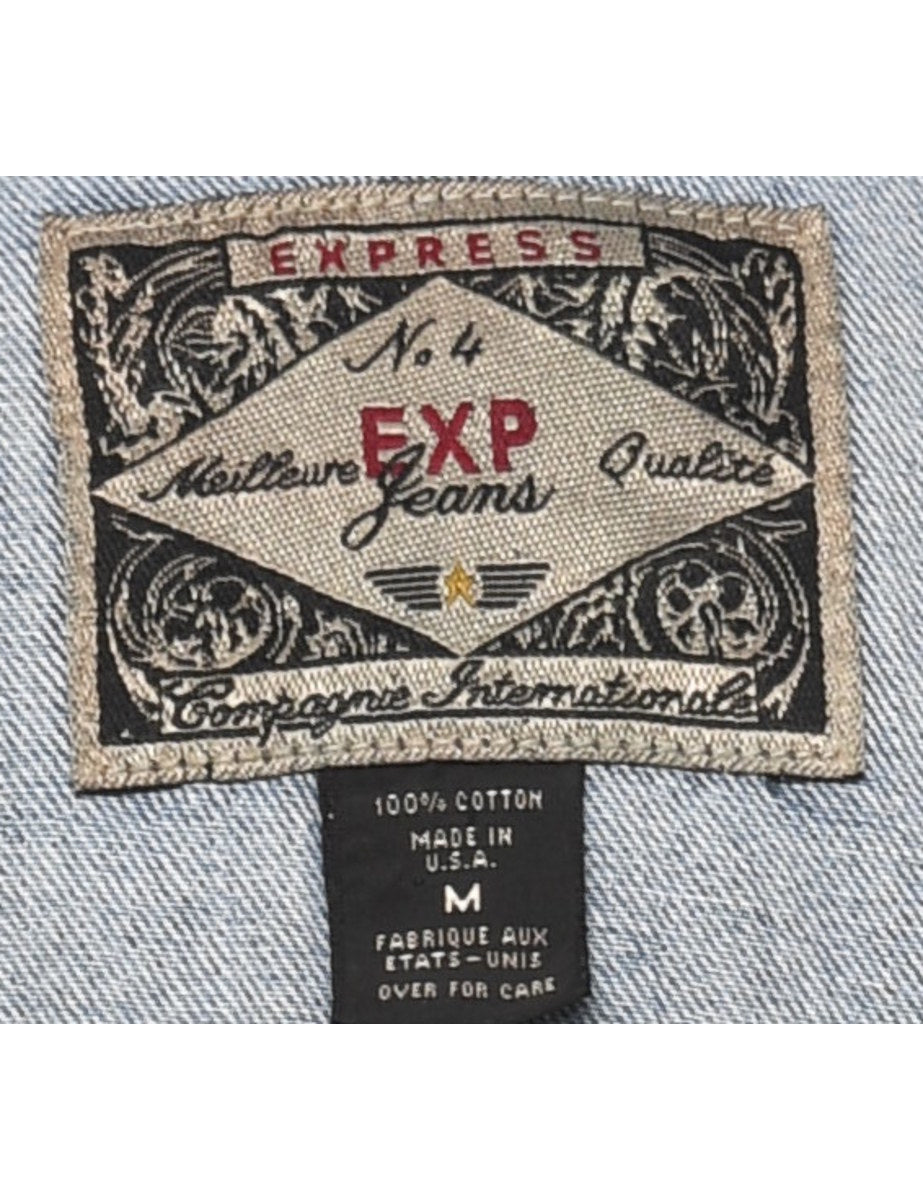 EXPRESS
No 4
EXP
Meilleure Jeans Qualité
Compagnie Internationale
100% COTTON
MADE IN
U.S.A.
M
FABRIQUE AUX
ETATS-UNIS
OVER FOR CARE